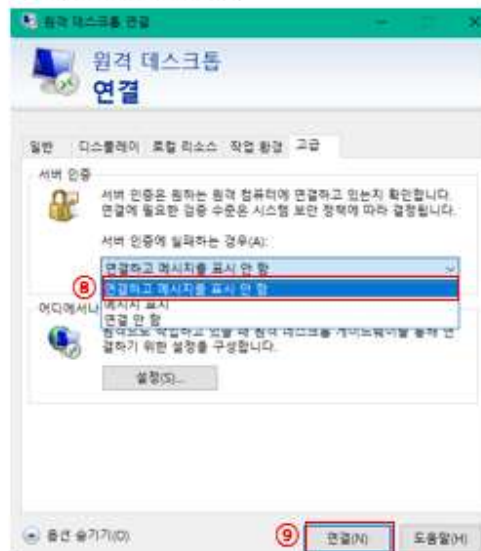 원격 데스크톱 연결
원격 데스크톱
연결
일반 디스플레이 로컬 리소스 작업 환경 고급
서버 인증
서버 인증은 원하는 원격 컴퓨터에 연결하고 있는지 확인합니다.
연결에 필요한 검증 수준은 시스템 보안 정책에 따라 결정됩니다.
서버 인증에 실패하는 경우(A):
연결하고 메시지를 표시 안 함
⑧ 연결하고 메시지를 표시 안 함
어디에서나 메시지 표시
연결 안 함
원격으로 작업하고 있을 때 원격 데스크톱 게이트웨이를 통해 연
결하기 위한 설정을 구성합니다.
설정(S)...
옵션 숨기기(O) ⑨ 연결(N) 도움말(H)